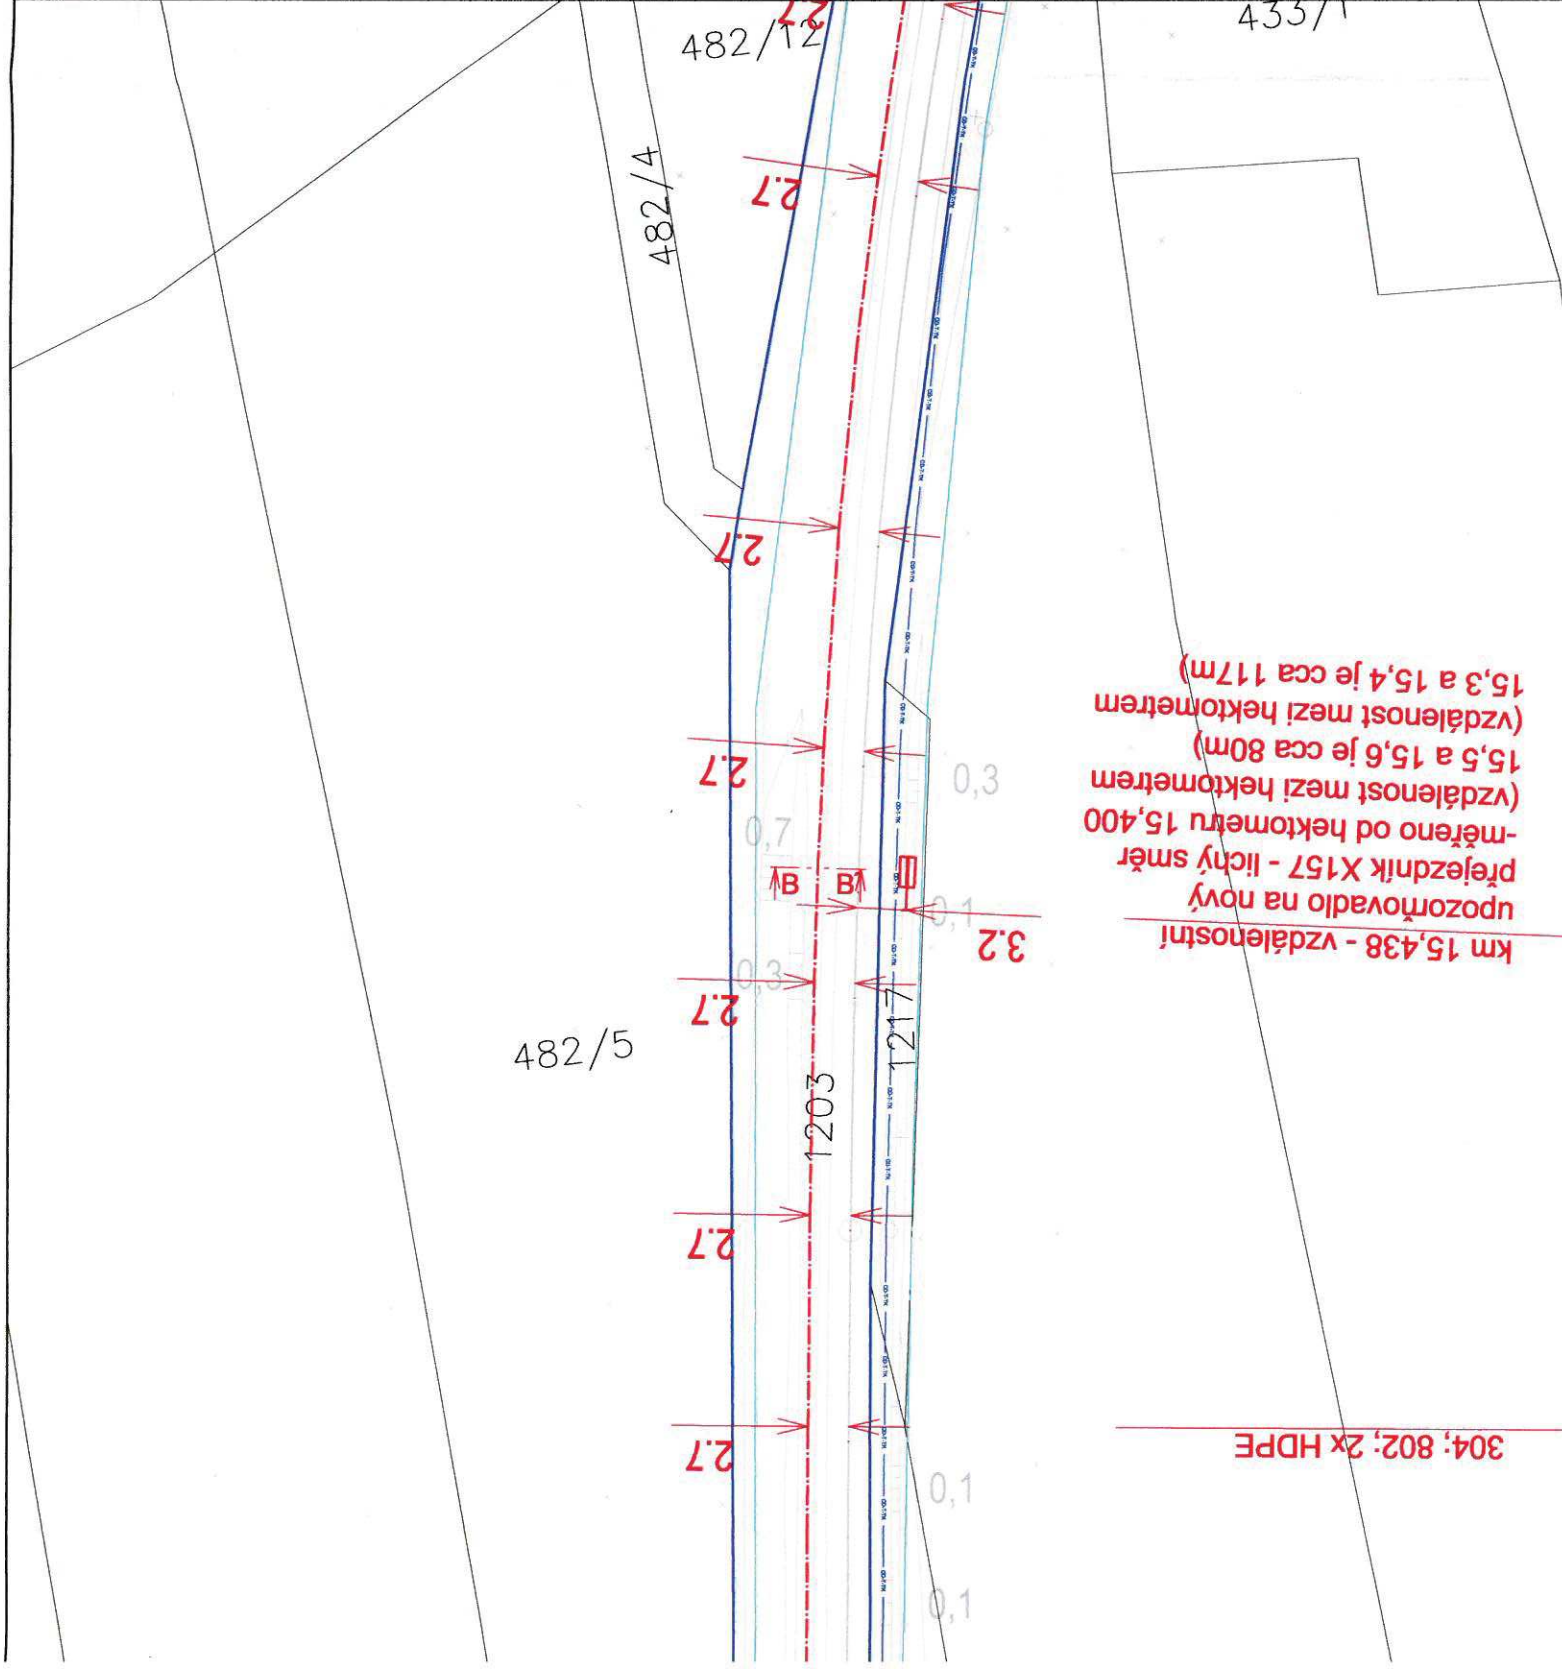 433/1
482/12
2.7
482/4
2.7
2.7
2.7
0,3
0,7
B B
0,1
3.2
0,3
2.7
1217
482/5
1203
2.7
2.7
0,1
0,1
km 15,438 - vzdáleností
upozorňovadlo na nový
přejezdník X157 - lichý směr
-měřeno od hektometru 15,400
(vzdálenost mezi hektometrem
15,5 a 15,6 je cca 80m)
(vzdálenost mezi hektometrem
15,3 a 15,4 je cca 117m)
304; 802; 2x HDPE